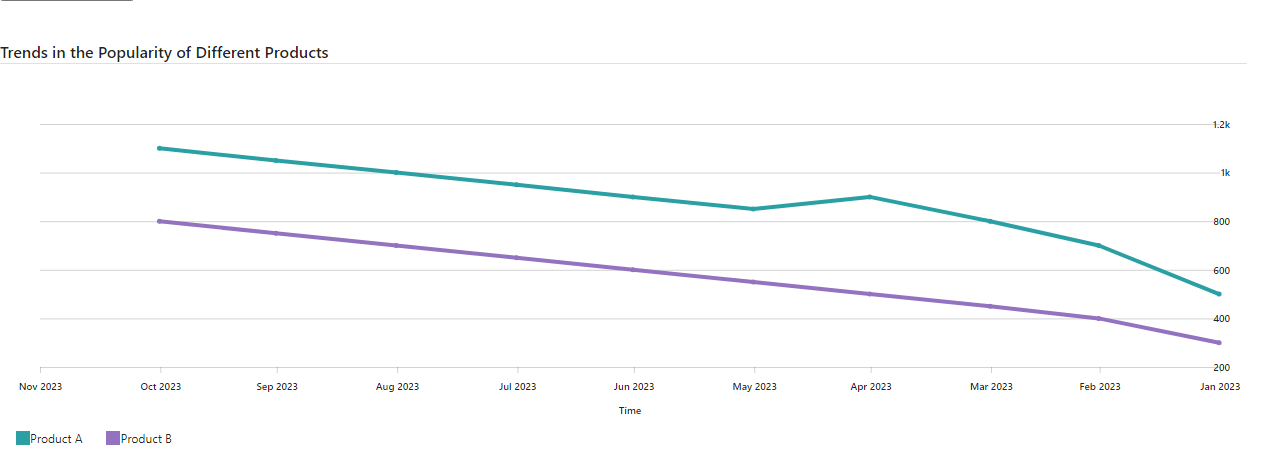 Trends in the Popularity of Different Products
1.2k
1k
800
600
400
200
Nov 2023 Oct 2023 Sep 2023 Aug 2023 Jul 2023 Jun 2023 May 2023 Apr 2023 Mar 2023 Feb 2023 Jan 2023
Time
Product A Product B